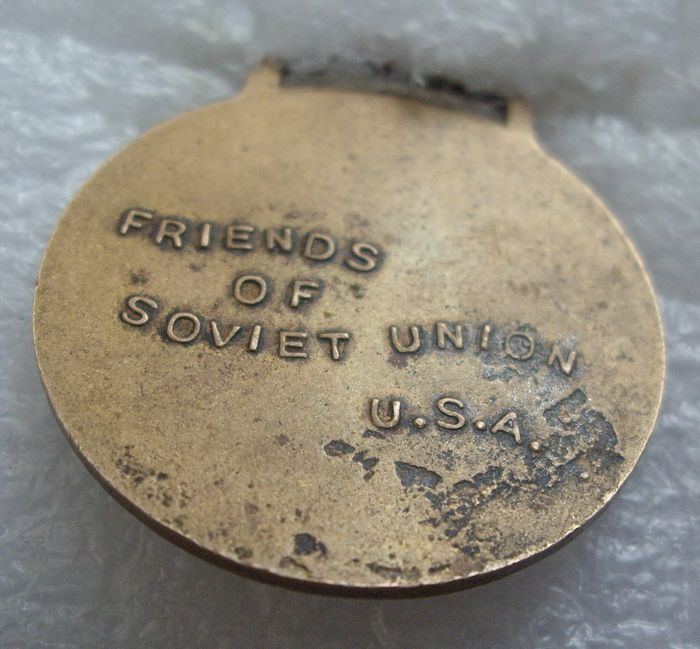 FRIENDS
OF
SOVIET UNION
U.S.A.